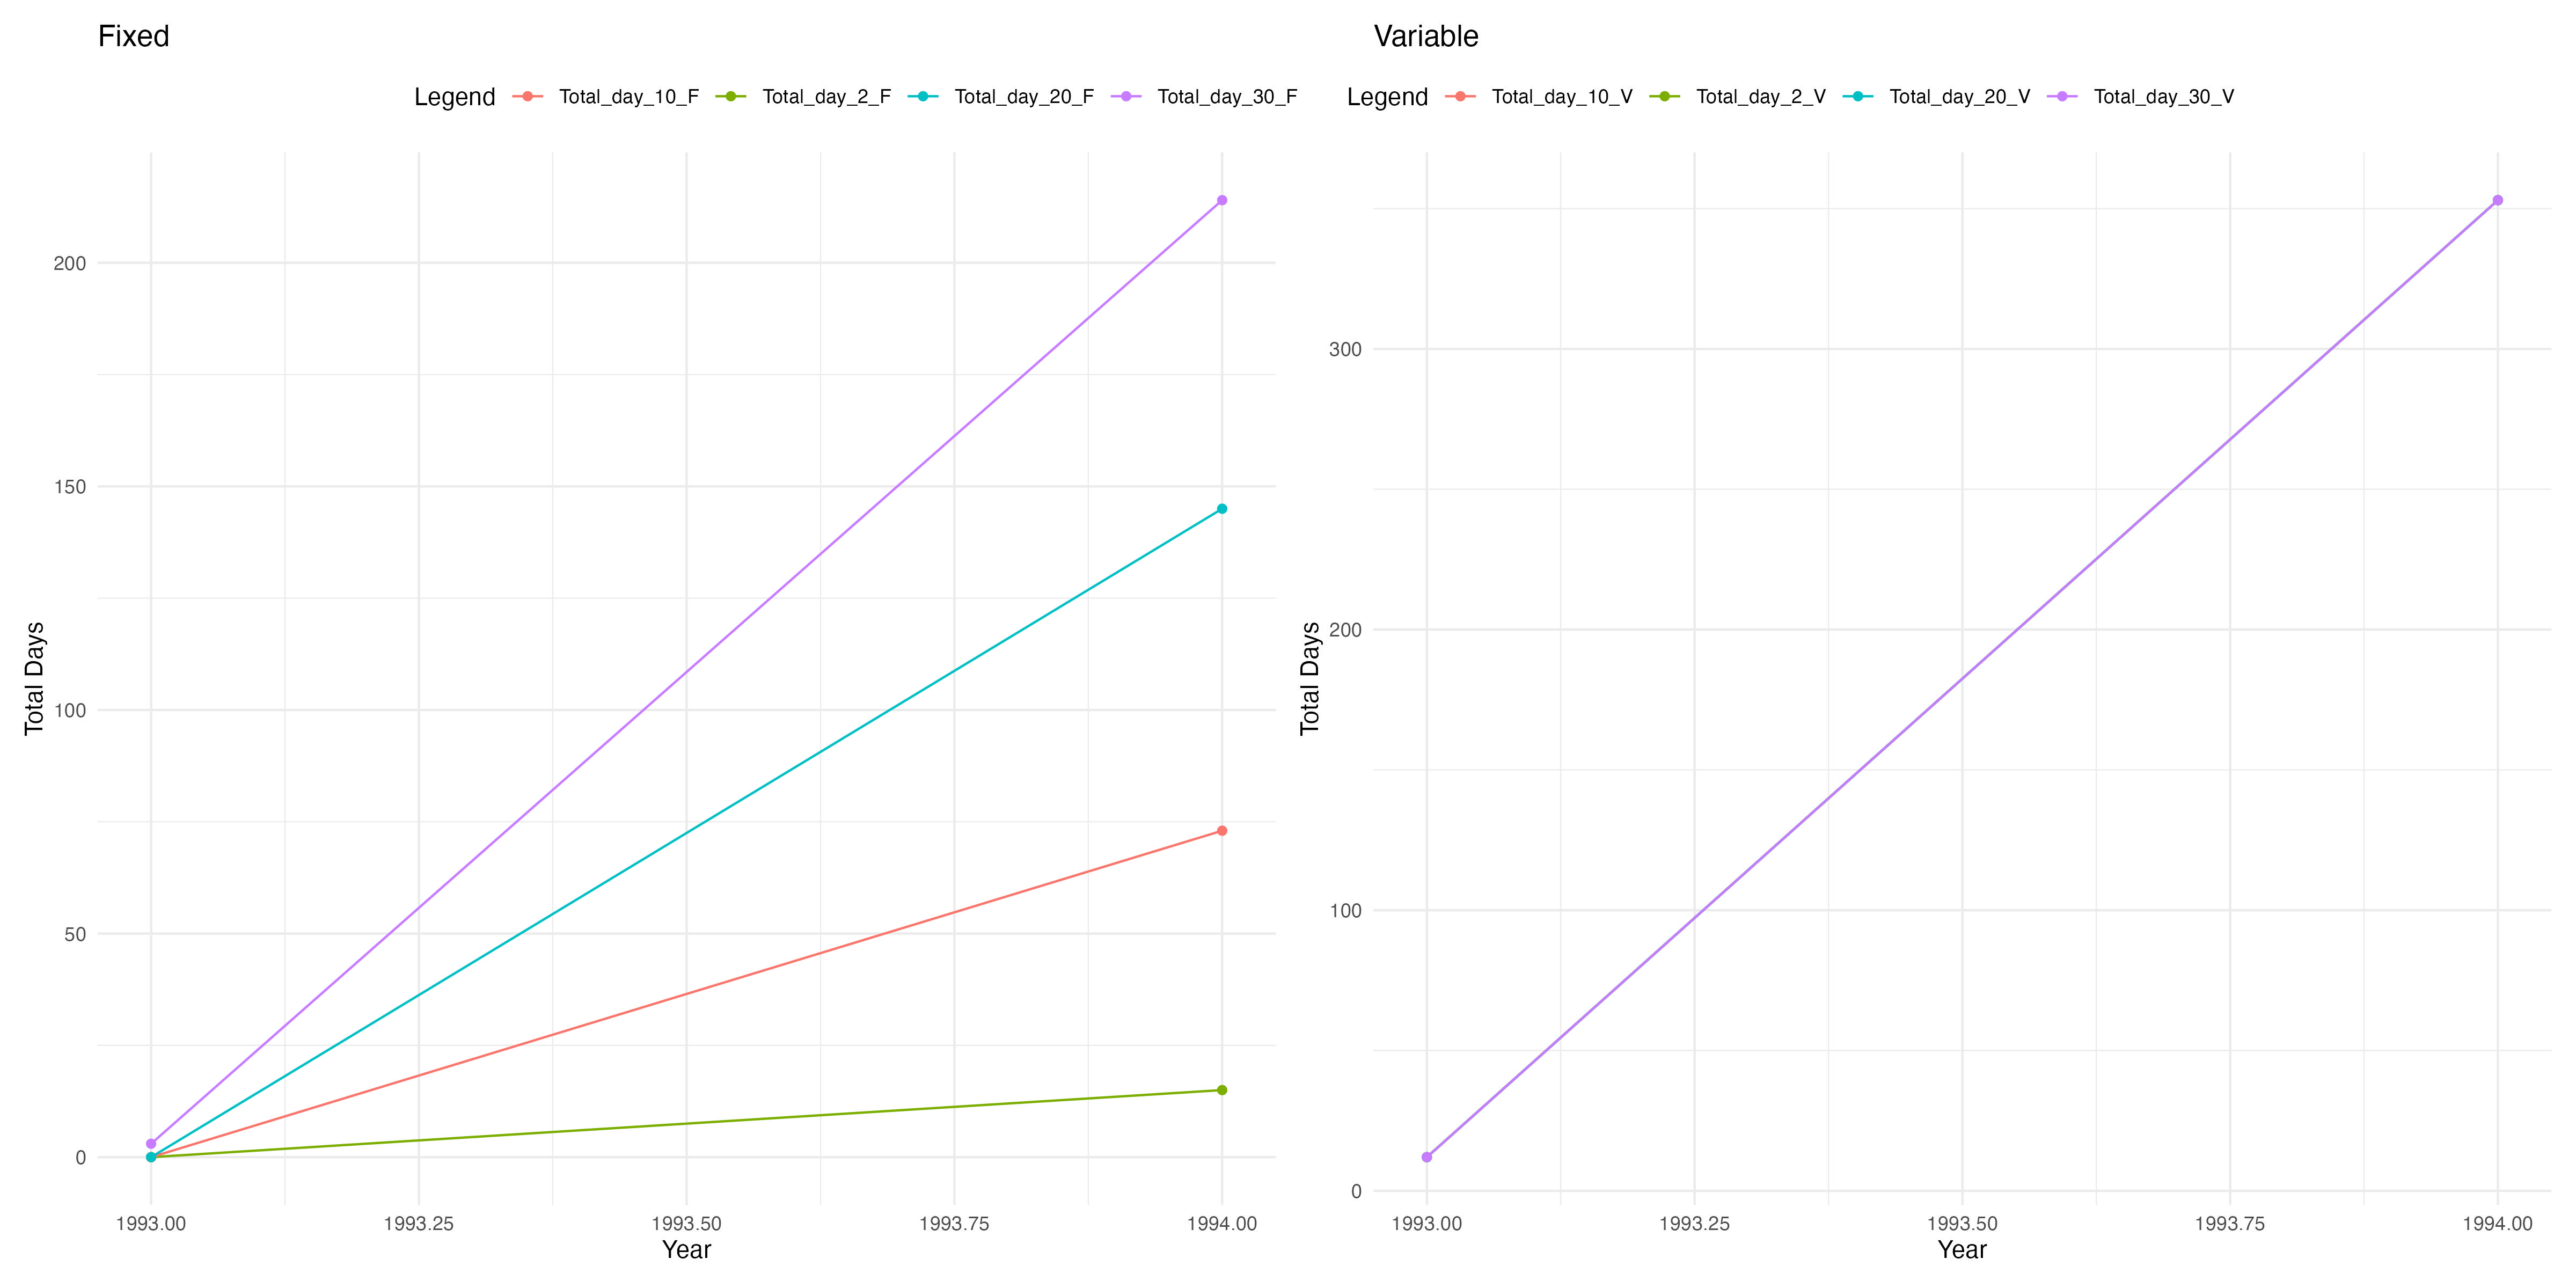 Fixed
Legend Total_day_10_F Total_day_2_F Total_day_20_F Total_day_30_F
200
150
100
50
0
Total Days
1993.00 1993.25 1993.50 1993.75 1994.00
Year
Variable
Legend Total_day_10_V Total_day_2_V Total_day_20_V Total_day_30_V
300
200
100
0
Total Days
1993.00 1993.25 1993.50 1993.75 1994.00
Year